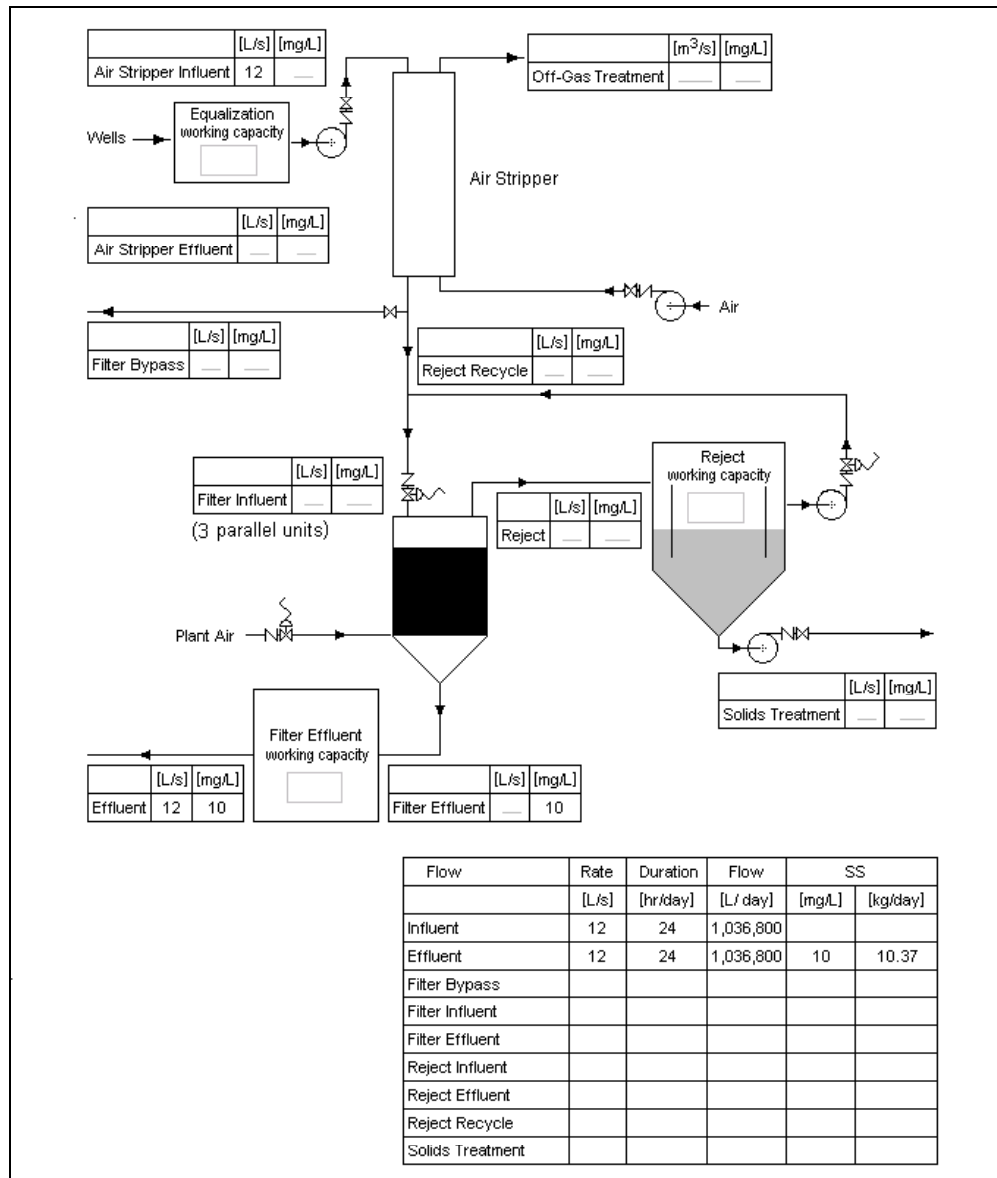 [L/s] [mg/L]
Air Stripper Influent 12
[m³/s] [mg/L]
Off-Gas Treatment
Equalization
working capacity
Wells
Air Stripper
[L/s] [mg/L]
Air Stripper Effluent
Air
[L/s] [mg/L]
Filter Bypass
[L/s] [mg/L]
Reject Recycle
[L/s] [mg/L]
Filter Influent
(3 parallel units)
Reject
working capacity
[L/s] [mg/L]
Reject
Plant Air
[L/s] [mg/L]
Solids Treatment
Filter Effluent
working capacity
[L/s] [mg/L]
Effluent 12 10
[L/s] [mg/L]
Filter Effluent 10
Flow Rate Duration Flow SS
[L/s] [hr/day] [L/ day] [mg/L] [kg/day]
Influent 12 24 1,036,800
Effluent 12 24 1,036,800 10 10.37
Filter Bypass
Filter Influent
Filter Effluent
Reject Influent
Reject Effluent
Reject Recycle
Solids Treatment